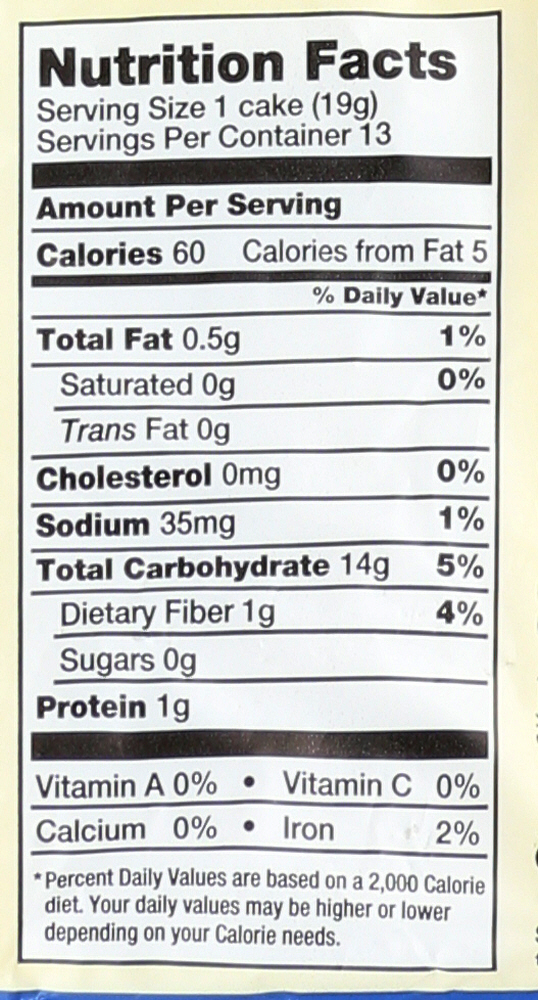 Nutrition Facts
Serving Size 1 cake (19g)
Servings Per Container 13
Amount Per Serving
Calories 60 Calories from Fat 5
% Daily Value*
Total Fat 0.5g 1%
Saturated 0g 0%
Trans Fat 0g
Cholesterol 0mg 0%
Sodium 35mg 1%
Total Carbohydrate 14g 5%
Dietary Fiber 1g 4%
Sugars 0g
Protein 1g
Vitamin A 0% • Vitamin C 0%
Calcium 0% • Iron 2%
*Percent Daily Values are based on a 2,000 Calorie
diet. Your daily values may be higher or lower
depending on your Calorie needs.